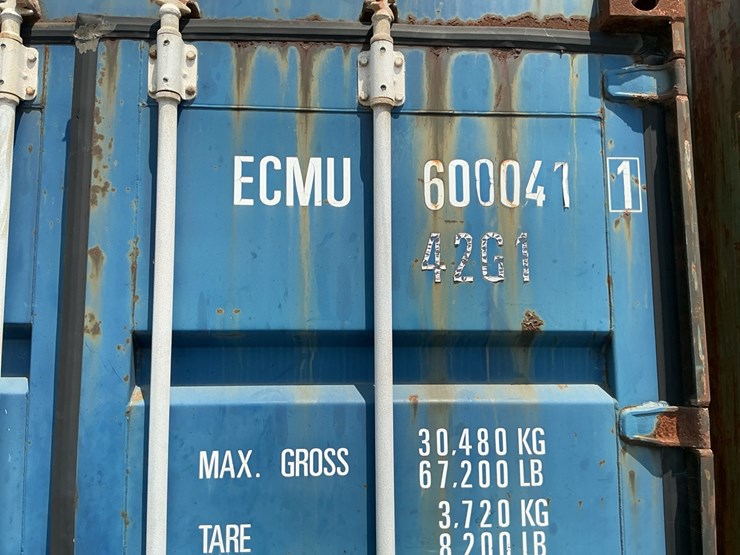 ECMU 600041 1
42G1
MAX. GROSS 30,480 KG
67,200 LB
TARE 3,720 KG
8,200 LB